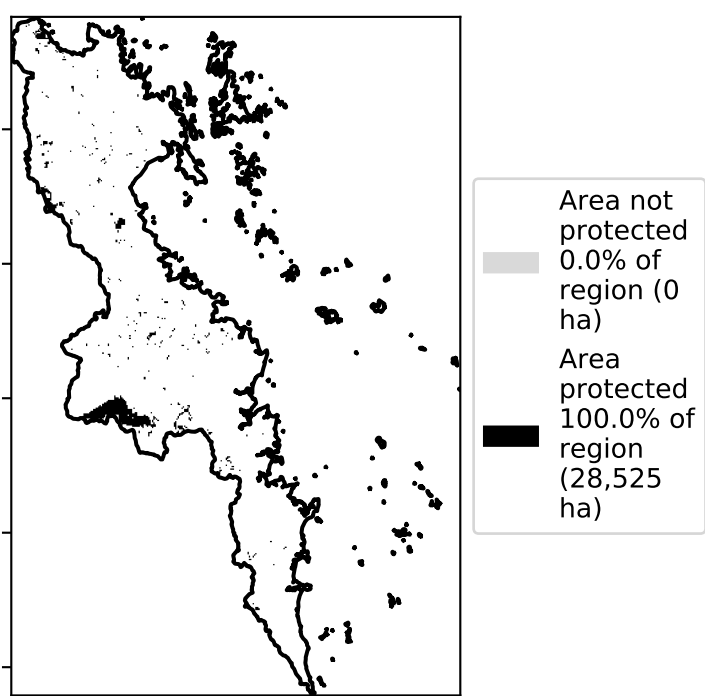 Area not
protected
0.0% of
region (0
ha)
Area
protected
100.0% of
region
(28,525
ha)